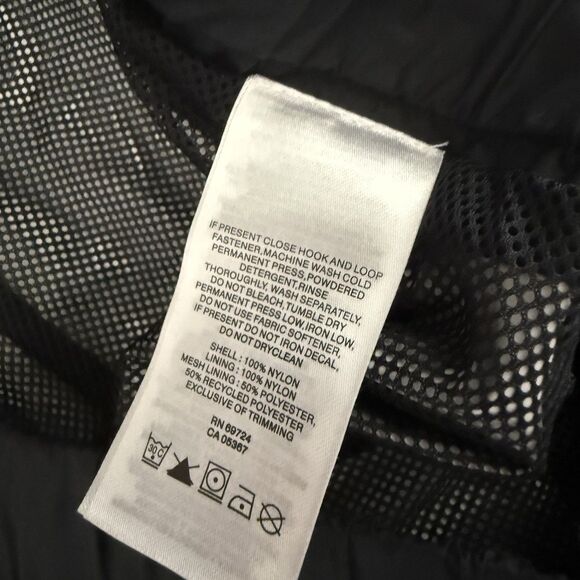 IF PRESENT CLOSE HOOK AND LOOP
FASTENER,MACHINE WASH COLD
PERMANENT PRESS,POWDERED
DETERGENT,RINSE
THOROUGHLY, WASH SEPARATELY,
DO NOT BLEACH,TUMBLE DRY
PERMANENT PRESS LOW,IRON LOW,
DO NOT USE FABRIC SOFTENER,
IF PRESENT DO NOT IRON DECAL,
DO NOT DRYCLEAN
SHELL : 100% NYLON
LINING : 100% NYLON
MESH LINING : 50% POLYESTER,
50% RECYCLED POLYESTER
EXCLUSIVE OF TRIMMING
RN 69724
CA 05367
30C